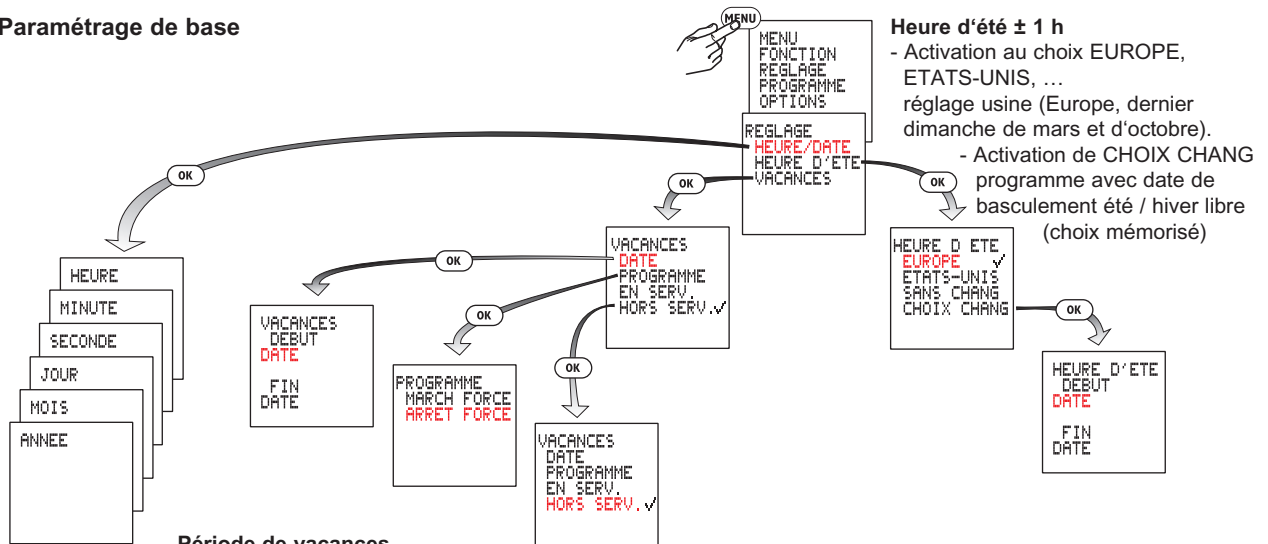 Paramétrage de base
MENU
MENU
FONCTION
REGLAGE
PROGRAMME
OPTIONS
Heure d‘été ± 1 h
- Activation au choix EUROPE,
ETATS-UNIS, …
réglage usine (Europe, dernier
dimanche de mars et d‘octobre).
- Activation de CHOIX CHANG
programme avec date de
basculement été / hiver libre
(choix mémorisé)
REGLAGE
HEURE/DATE
HEURE D'ETE
VACANCES
OK
OK
OK
HEURE
MINUTE
SECONDE
JOUR
MOIS
ANNEE
VACANCES
DATE
PROGRAMME
EN SERV.
HORS SERV.✓
OK
OK
OK
VACANCES
DEBUT
DATE
FIN
DATE
PROGRAMME
MARCH FORCE
ARRET FORCE
VACANCES
DATE
PROGRAMME
EN SERV.
HORS SERV.✓
HEURE D ETE
EUROPE ✓
ETATS-UNIS
SANS CHANG
CHOIX CHANG
OK
HEURE D'ETE
DEBUT
DATE
FIN
DATE
Période de vacances